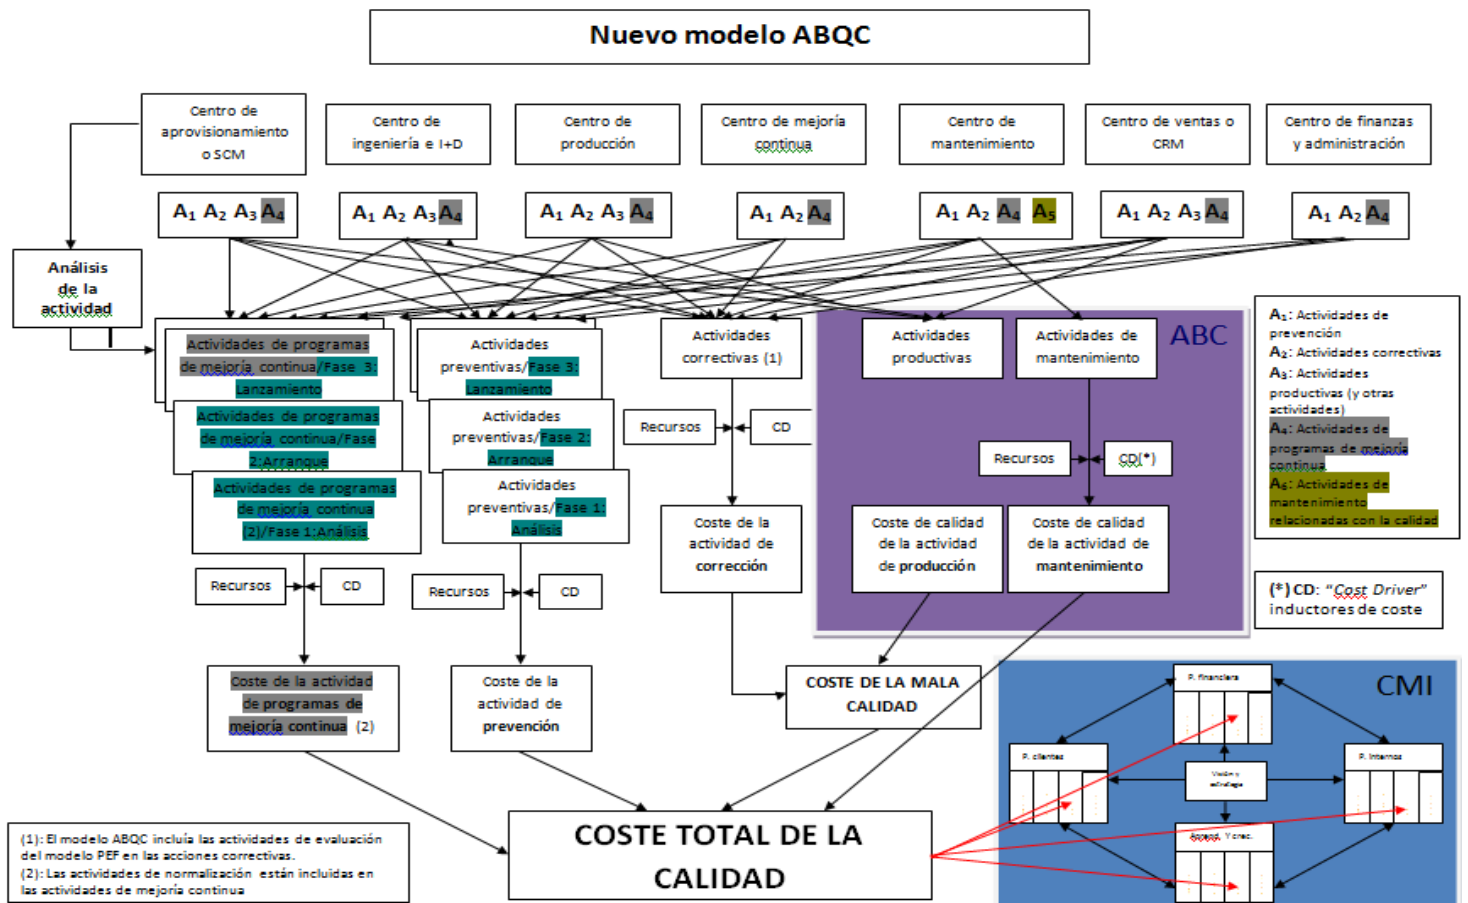 Nuevo modelo ABQC
Centro de
aprovisionamiento
o SCM
Centro de
ingeniería e I+D
Centro de
producción
Centro de mejoría
continua
Centro de
mantenimiento
Centro de ventas o
CRM
Centro de finanzas
y administración
A₁ A₂ A₃ A₄
A₁ A₂ A₃ A₄
A₁ A₂ A₃ A₄
A₁ A₂ A₄
A₁ A₂ A₄ A₅
A₁ A₂ A₃ A₄
A₁ A₂ A₄
Análisis
de la
actividad
Actividades de programas
de mejoría continua/Fase 3:
Lanzamiento
Actividades de programas
de mejoría continua/Fase
2:Arranque
Actividades de programas
de mejoría continua
(2)/Fase 1:Análisis
Actividades
preventivas/Fase 3:
Lanzamiento
Actividades
preventivas/Fase 2:
Arranque
Actividades
preventivas/Fase 1:
Análisis
Actividades
correctivas (1)
ABC
Actividades
productivas
Actividades de
mantenimiento
Recursos
CD
Recursos
CD(*)
Coste de la
actividad de
corrección
Coste de calidad
de la actividad
de producción
Coste de calidad
de la actividad de
mantenimiento
Recursos
CD
Recursos
CD
Coste de la actividad
de programas de
mejoría continua (2)
Coste de la
actividad de
prevención
COSTE DE LA MALA
CALIDAD
COSTE TOTAL DE LA
CALIDAD
A₁: Actividades de
prevención
A₂: Actividades correctivas
A₃: Actividades
productivas (y otras
actividades)
A₄: Actividades de
programas de mejoría
continua
A₆: Actividades de
mantenimiento
relacionadas con la calidad
(*) CD: “Cost Driver”
inductores de coste
CMI
P. financiera
P. clientes
Visión y
estrategia
P. Internos
Aprend. Y crec.
(1): El modelo ABQC incluía las actividades de evaluación
del modelo PEF en las acciones correctivas.
(2): Las actividades de normalización están incluidas en
las actividades de mejoría continua